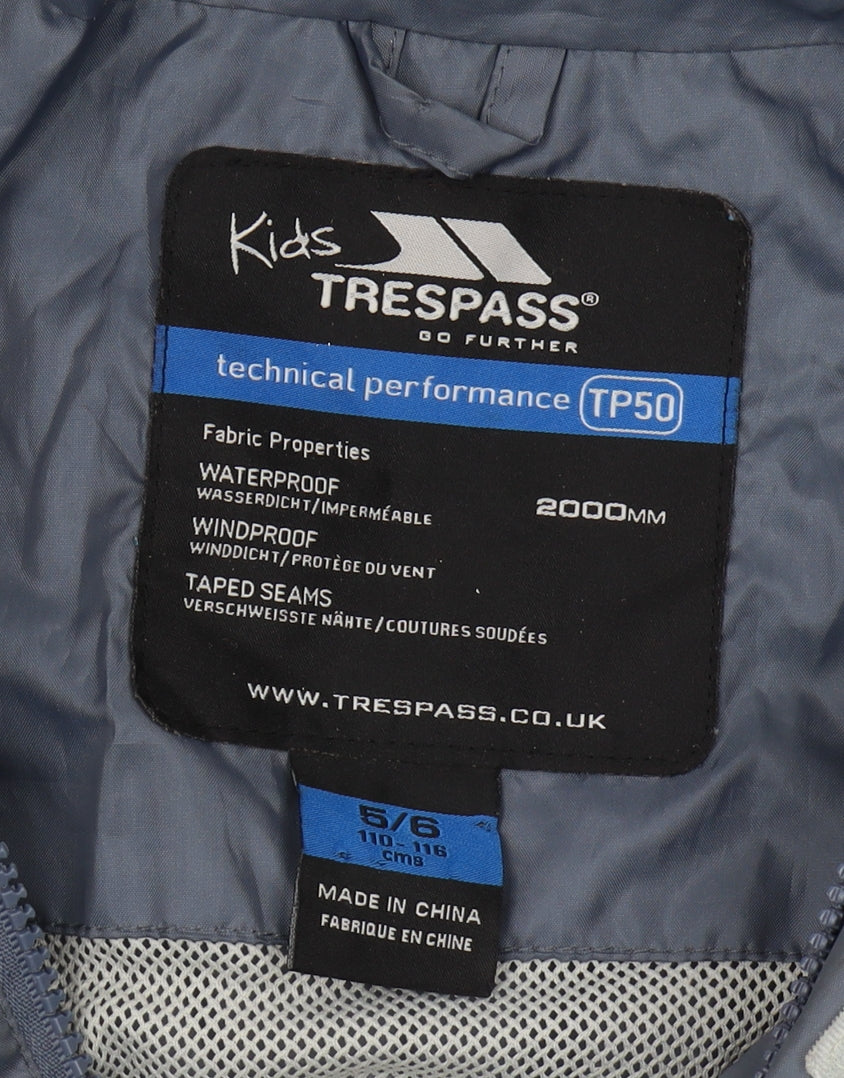 Kids
TRESPASS®
GO FURTHER
technical performance TP50
Fabric Properties
WATERPROOF
WASSERDICHT/IMPERMÉABLE
2000MM
WINDPROOF
WINDDICHT/PROTÈGE DU VENT
TAPED SEAMS
VERSCHWEISSTE NÄHTE/COUTURES SOUDÉES
WWW.TRESPASS.CO.UK
5/6
110-116
cms
MADE IN CHINA
FABRIQUE EN CHINE